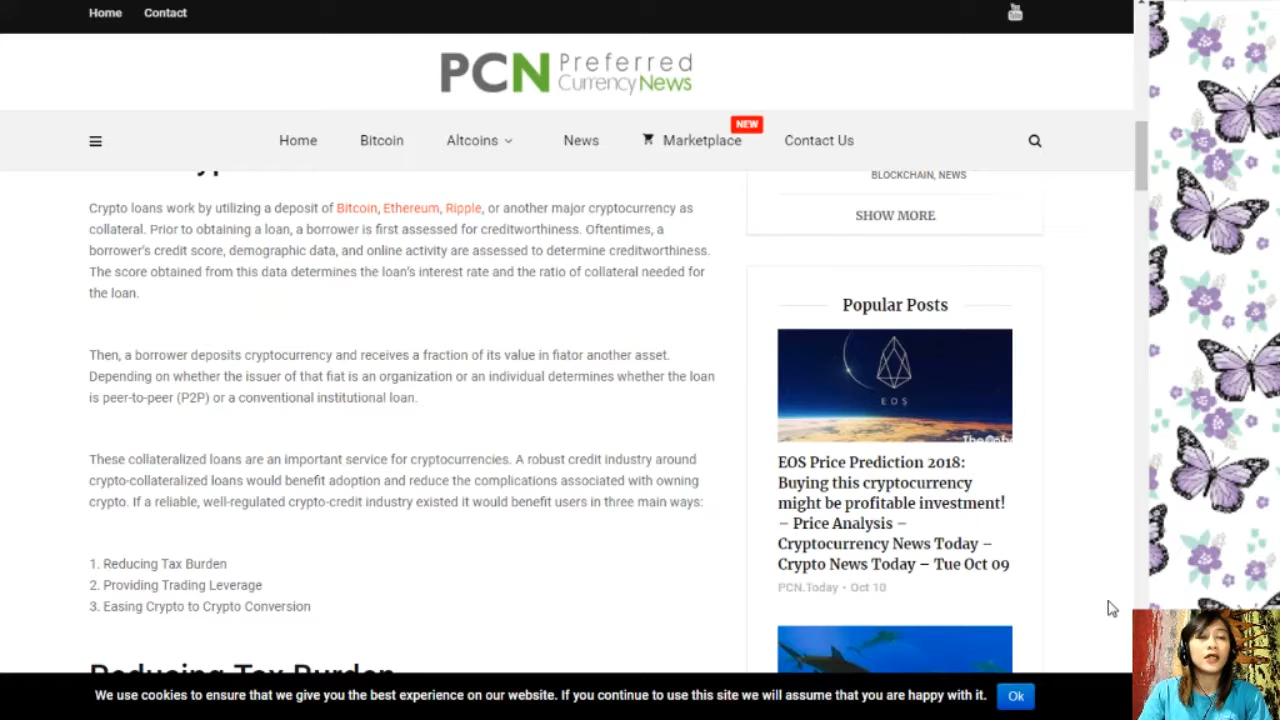 Home Contact
You Tube
PCN Preferred
CurrencyNews
Home Bitcoin Altcoins News Marketplace NEW Contact Us
Crypto loans work by utilizing a deposit of Bitcoin, Ethereum, Ripple, or another major cryptocurrency as
collateral. Prior to obtaining a loan, a borrower is first assessed for creditworthiness. Oftentimes, a
borrower's credit score, demographic data, and online activity are assessed to determine creditworthiness.
The score obtained from this data determines the loan's interest rate and the ratio of collateral needed for
the loan.
Then, a borrower deposits cryptocurrency and receives a fraction of its value in fiator another asset.
Depending on whether the issuer of that fiat is an organization or an individual determines whether the loan
is peer-to-peer (P2P) or a conventional institutional loan.
These collateralized loans are an important service for cryptocurrencies. A robust credit industry around
crypto-collateralized loans would benefit adoption and reduce the complications associated with owning
crypto. If a reliable, well-regulated crypto-credit industry existed it would benefit users in three main ways:
1. Reducing Tax Burden
2. Providing Trading Leverage
3. Easing Crypto to Crypto Conversion
Reducing Tax Burden
BLOCKCHAIN, NEWS
SHOW MORE
Popular Posts
EOS
EOS Price Prediction 2018:
Buying this cryptocurrency
might be profitable investment!
– Price Analysis –
Cryptocurrency News Today –
Crypto News Today – Tue Oct 09
PCN.Today • Oct 10
We use cookies to ensure that we give you the best experience on our website. If you continue to use this site we will assume that you are happy with it. Ok